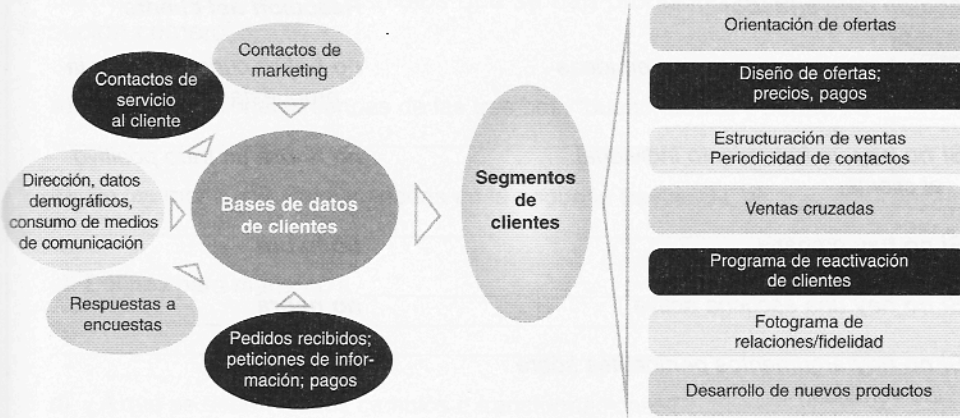 Contactos de
marketing
Contactos de
servicio
al cliente
Dirección, datos
demográficos,
consumo de medios
de comunicación
Respuestas a
encuestas
Pedidos recibidos;
peticiones de infor-
mación; pagos
Bases de datos
de clientes
Segmentos
de
clientes
Orientación de ofertas
Diseño de ofertas;
precios, pagos
Estructuración de ventas
Periodicidad de contactos
Ventas cruzadas
Programa de reactivación
de clientes
Fotograma de
relaciones/fidelidad
Desarrollo de nuevos productos